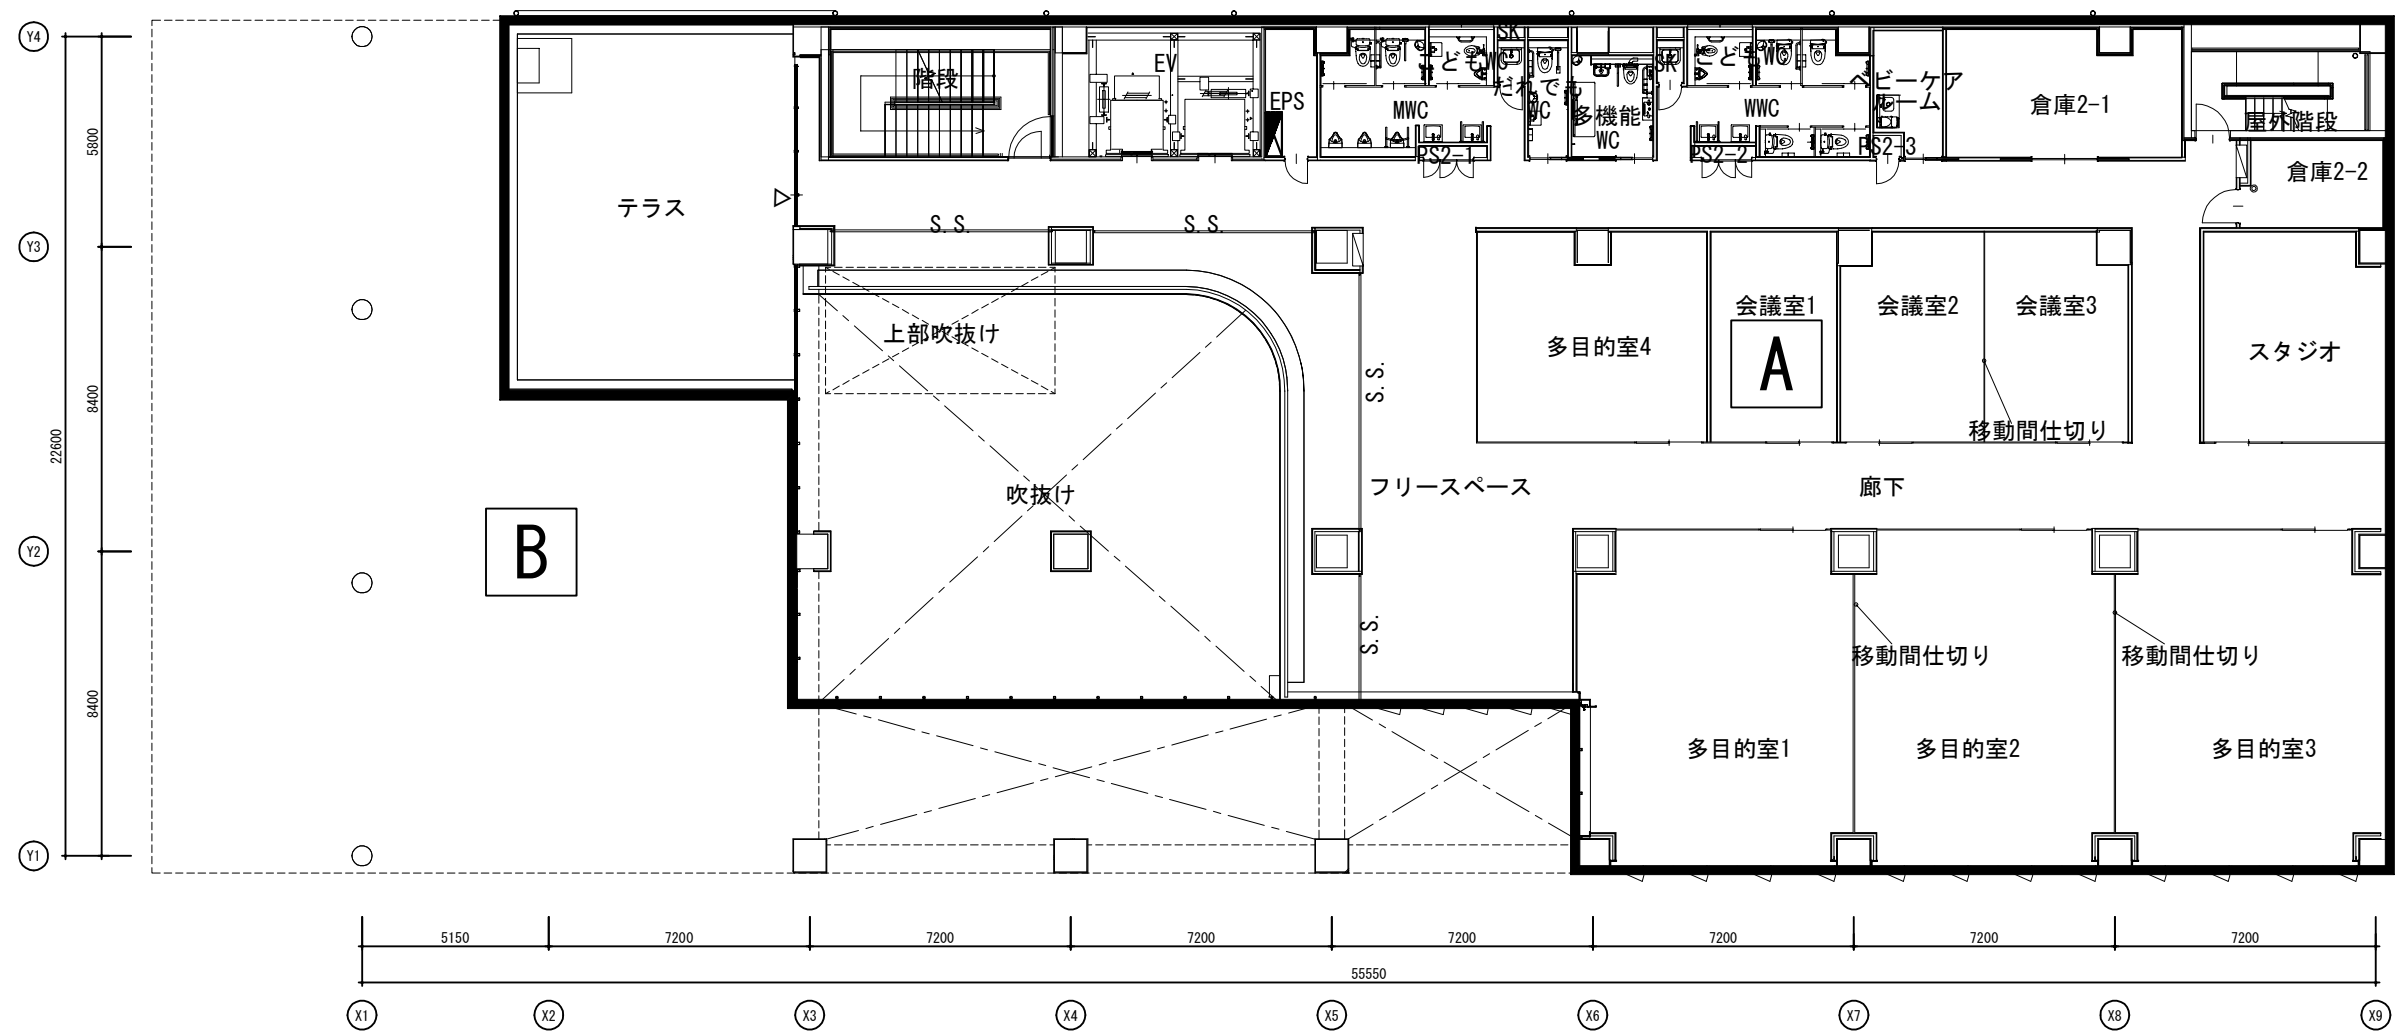 Y4
Y3
Y2
Y1
5800
8400
8400
22600
階段
EV
EPS
MWC
こどもWC
SK
だれでも
WC
多機能
WC
SK
こどもWC
WWC
ベビーケア
ルーム
PS2-1
PS2-2
PS2-3
倉庫2-1
屋外階段
倉庫2-2
テラス
S.S.
S.S.
上部吹抜け
S.S.
多目的室4
会議室1
会議室2
会議室3
スタジオ
A
移動間仕切り
吹抜け
フリースペース
廊下
B
S.S.
移動間仕切り
移動間仕切り
多目的室1
多目的室2
多目的室3
5150
7200
7200
7200
7200
7200
7200
7200
55550
X1
X2
X3
X4
X5
X6
X7
X8
X9